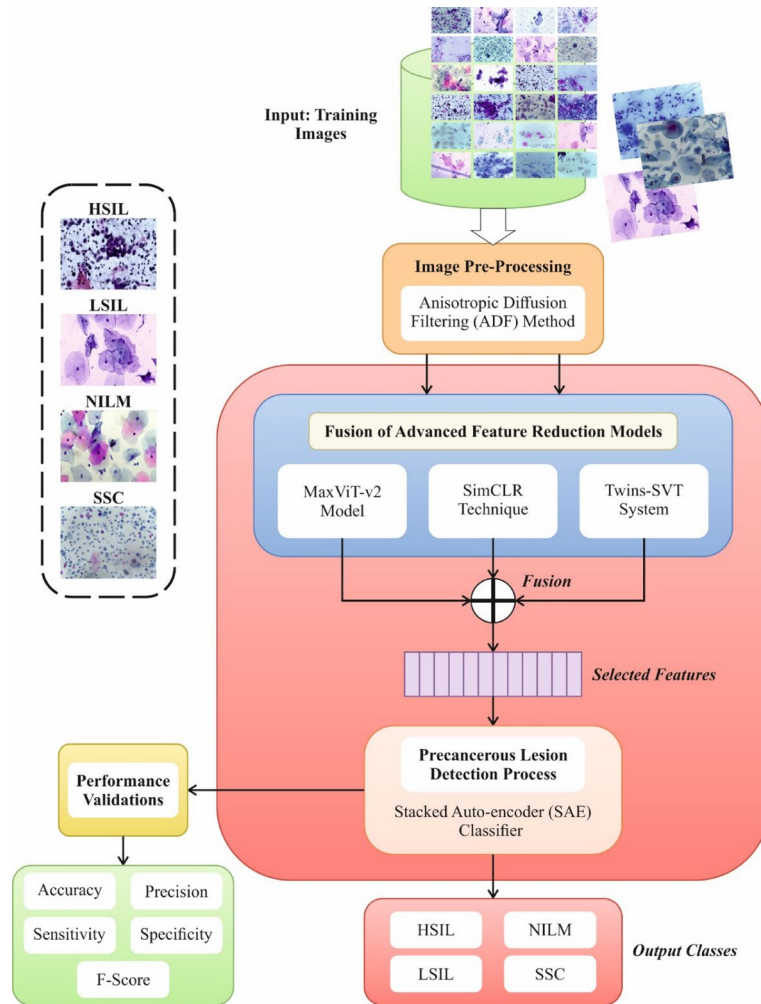 Input: Training
Images
HSIL
LSIL
NILM
SSC
Image Pre-Processing
Anisotropic Diffusion
Filtering (ADF) Method
Fusion of Advanced Feature Reduction Models
MaxViT-v2
Model
SimCLR
Technique
Twins-SVT
System
Fusion
Selected Features
Precancerous Lesion
Detection Process
Stacked Auto-encoder (SAE)
Classifier
Performance
Validations
Accuracy
Precision
Sensitivity
Specificity
F-Score
HSIL
NILM
LSIL
SSC
Output Classes